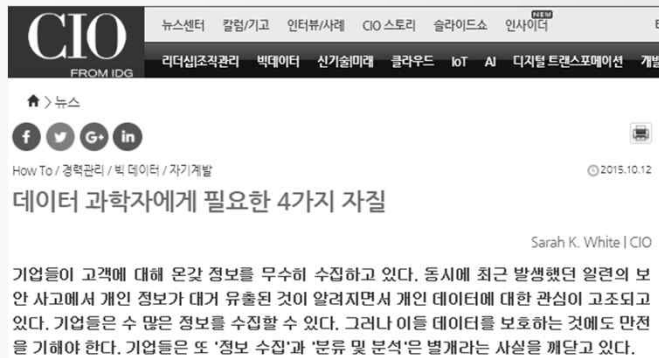 CIO
FROM IDG
뉴스센터 칼럼/기고 인터뷰/사례 CIO 스토리 슬라이드쇼 인사이더 NEW
리더십|조직관리 빅데이터 신기술|미래 클라우드 IoT AI 디지털 트랜스포메이션 개발
> 뉴스
f G+ in
How To / 경력관리 / 빅 데이터 / 자기계발 2015.10.12
데이터 과학자에게 필요한 4가지 자질
Sarah K. White | CIO
기업들이 고객에 대해 온갖 정보를 무수히 수집하고 있다. 동시에 최근 발생했던 일련의 보
안 사고에서 개인 정보가 대거 유출된 것이 알려지면서 개인 데이터에 대한 관심이 고조되고
있다. 기업들은 수 많은 정보를 수집할 수 있다. 그러나 이들 데이터를 보호하는 것에도 만전
을 기해야 한다. 기업들은 또 '정보 수집'과 '분류 및 분석'은 별개라는 사실을 깨닫고 있다.